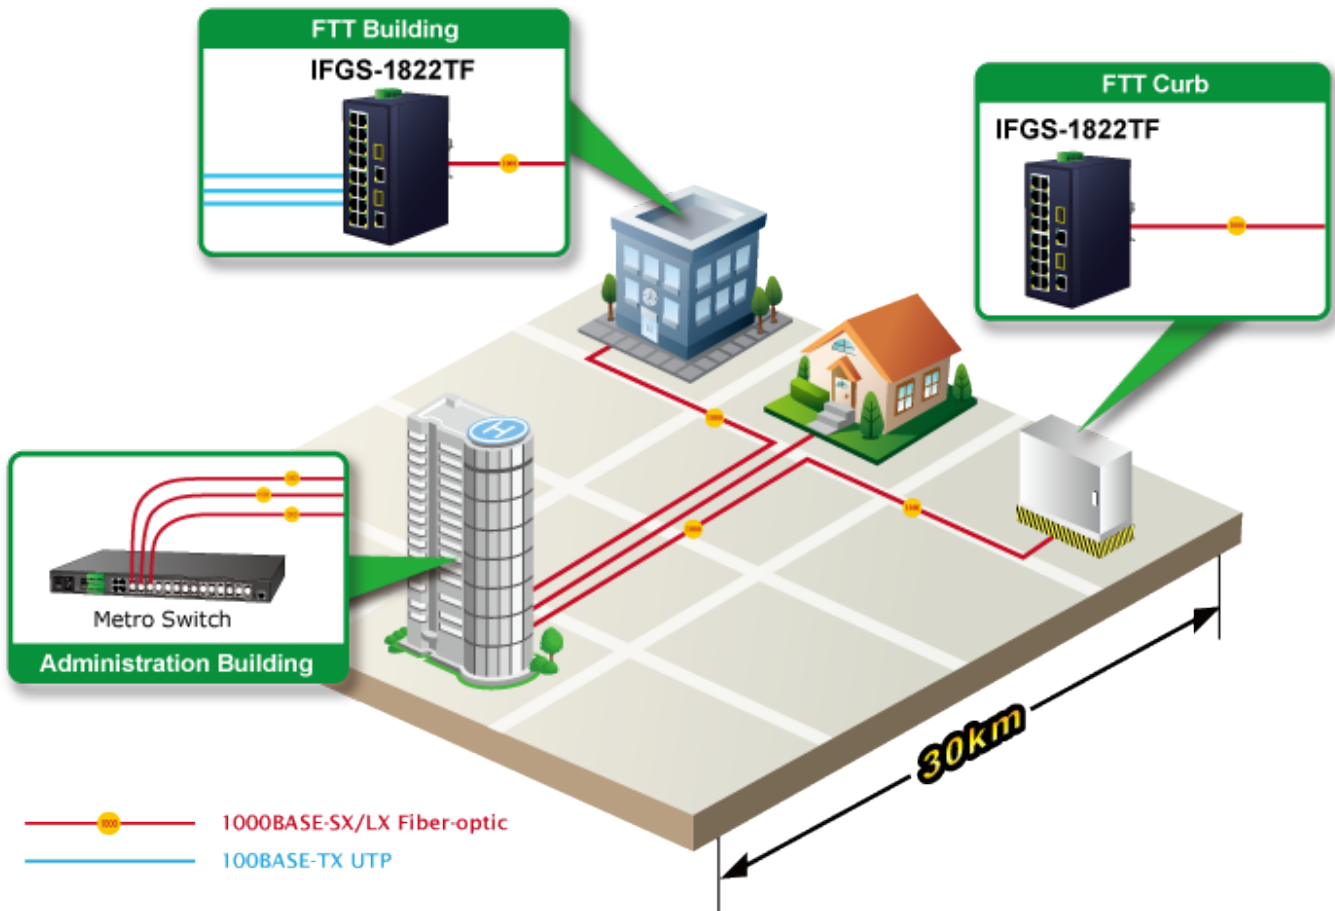 FTT Building
IFGS-1822TF
FTT Curb
IFGS-1822TF
H
Metro Switch
Administration Building
30km
1000
1000BASE-SX/LX Fiber-optic
100BASE-TX UTP